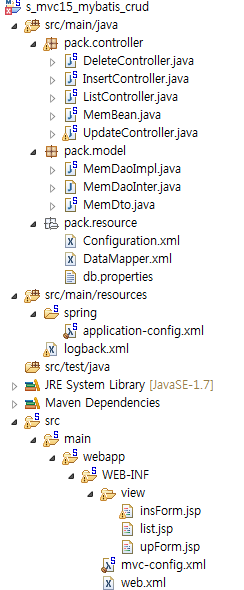 s_mvc15_mybatis_crud
src/main/java
pack.controller
DeleteController.java
InsertController.java
ListController.java
MemBean.java
UpdateController.java
pack.model
MemDaoImpl.java
MemDaoInter.java
MemDto.java
pack.resource
Configuration.xml
DataMapper.xml
db.properties
src/main/resources
spring
application-config.xml
logback.xml
src/test/java
JRE System Library [JavaSE-1.7]
Maven Dependencies
src
main
webapp
WEB-INF
view
insForm.jsp
list.jsp
upForm.jsp
mvc-config.xml
web.xml